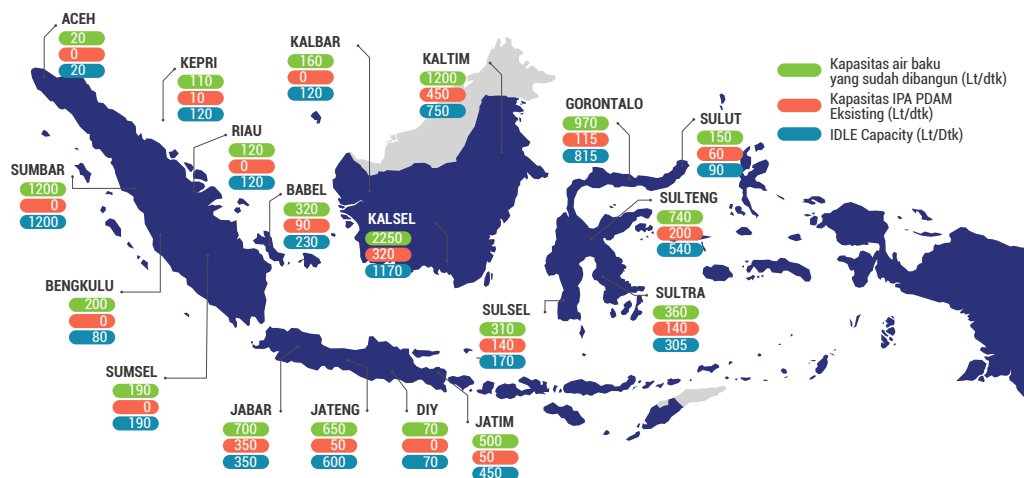 ACEH
20
0
20
KEPRI
110
10
120
RIAU
120
0
120
SUMBAR
1200
0
1200
BABEL
320
90
230
BENGKULU
200
0
80
SUMSEL
190
0
190
KALBAR
160
0
120
KALTIM
1200
450
750
KALSEL
2250
320
1170
GORONTALO
970
115
815
SULUT
150
60
90
SULTENG
740
200
540
SULTRA
360
140
305
SULSEL
310
140
170
JABAR
700
350
350
JATENG
650
50
600
DIY
70
0
70
JATIM
500
50
450
Kapasitas air baku
yang sudah dibangun (Lt/dtk)
Kapasitas IPA PDAM
Eksisting (Lt/dtk)
IDLE Capacity (Lt/Dtk)